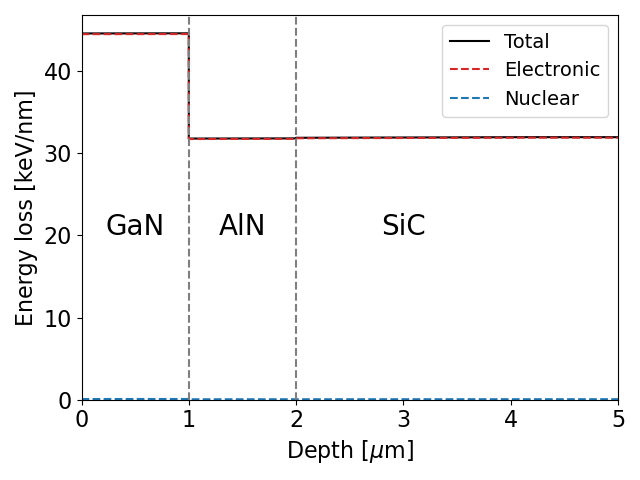 Energy loss [keV/nm]
40
30
20
10
0
Total
Electronic
Nuclear
GaN
AlN
SiC
0 1 2 3 4 5
Depth [μm]